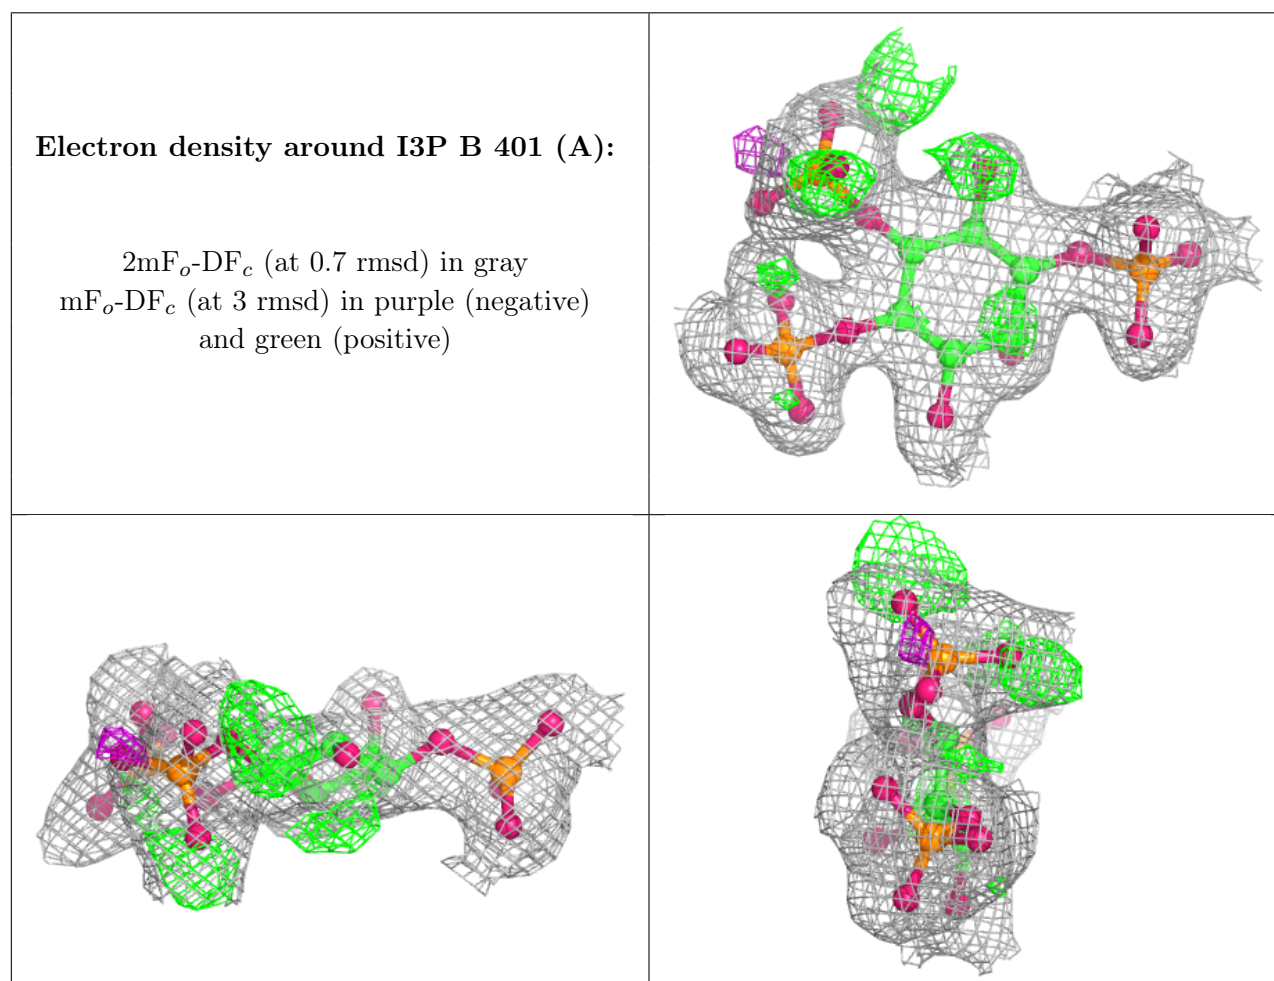 Electron density around I3P B 401 (A):
2mFo-DFc (at 0.7 rmsd) in gray
mFo-DFc (at 3 rmsd) in purple (negative)
and green (positive)